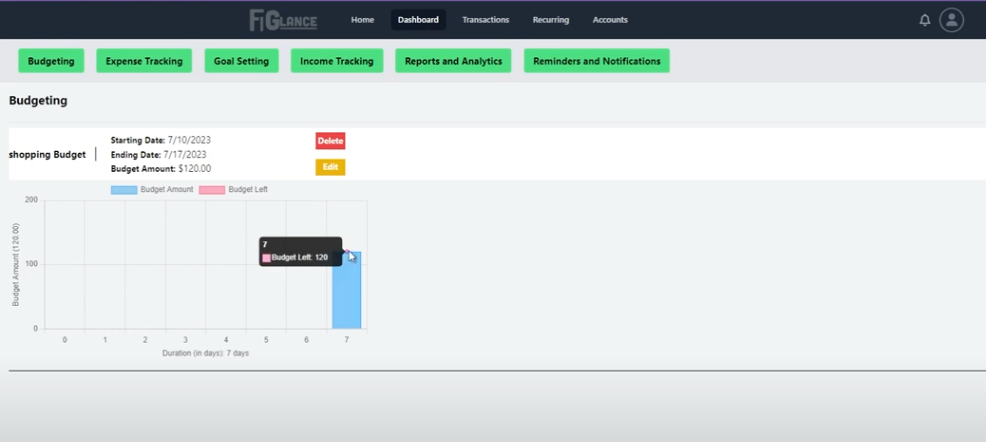 FIGLANCE Home Dashboard Transactions Recurring Accounts
Budgeting Expense Tracking Goal Setting Income Tracking Reports and Analytics Reminders and Notifications
Budgeting
shopping Budget
Starting Date: 7/10/2023
Ending Date: 7/17/2023
Budget Amount: $120.00
Delete
Edit
Budget Amount Budget Left
200
100
0
Budget Amount (120.00)
7
Budget Left: 120
0 1 2 3 4 5 6 7
Duration (in days): 7 days